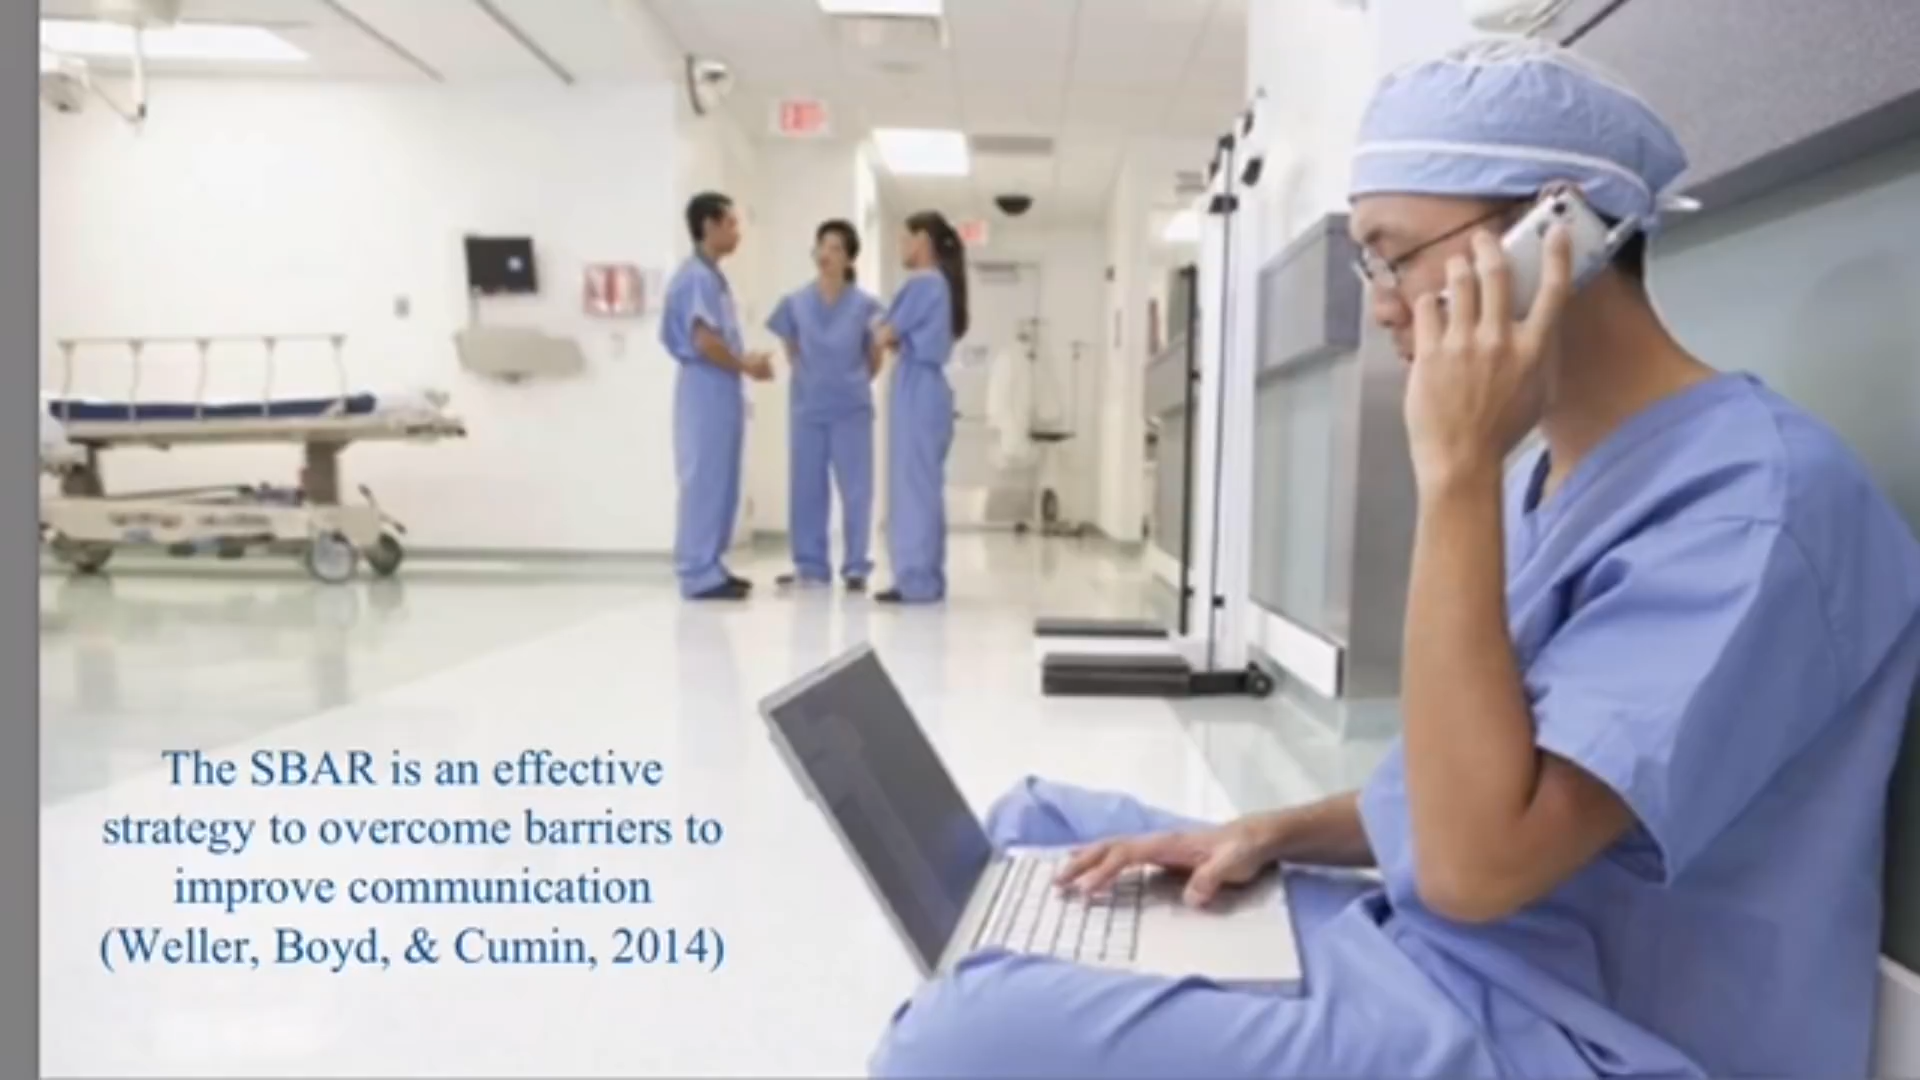 The SBAR is an effective
strategy to overcome barriers to
improve communication
(Weller, Boyd, & Cumin, 2014)